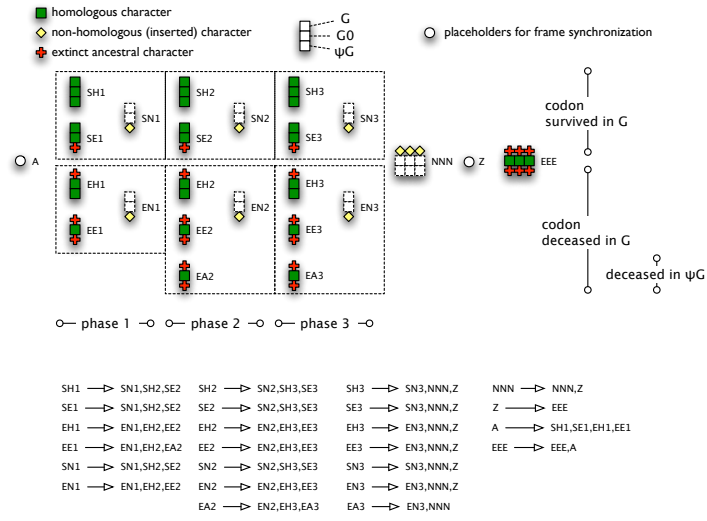 homologous character
non-homologous (inserted) character
extinct ancestral character
G
G0
ψG
placeholders for frame synchronization
SH1
SN1
SE1
SH2
SN2
SE2
SH3
SN3
SE3
A
NNN
Z
EEE
codon
survived in G
EH1
EN1
EE1
EH2
EN2
EE2
EA2
EH3
EN3
EE3
EA3
codon
deceased in G
deceased in ψG
phase 1
phase 2
phase 3
SH1 SN1,SH2,SE2
SE1 SN1,SH2,SE2
EH1 EN1,EH2,EE2
EE1 EN1,EH2,EA2
SN1 SN1,SH2,SE2
EN1 EN1,EH2,EE2
SH2 SN2,SH3,SE3
SE2 SN2,SH3,SE3
EH2 EN2,EH3,EE3
EE2 EN2,EH3,EE3
SN2 SN2,SH3,SE3
EN2 EN2,EH3,EE3
EA2 EN2,EH3,EA3
SH3 SN3,NNN,Z
SE3 SN3,NNN,Z
EH3 EN3,NNN,Z
EE3 EN3,NNN,Z
SN3 SN3,NNN,Z
EN3 EN3,NNN,Z
EA3 EN3,NNN
NNN NNN,Z
Z EEE
A SH1,SE1,EH1,EE1
EEE EEE,A